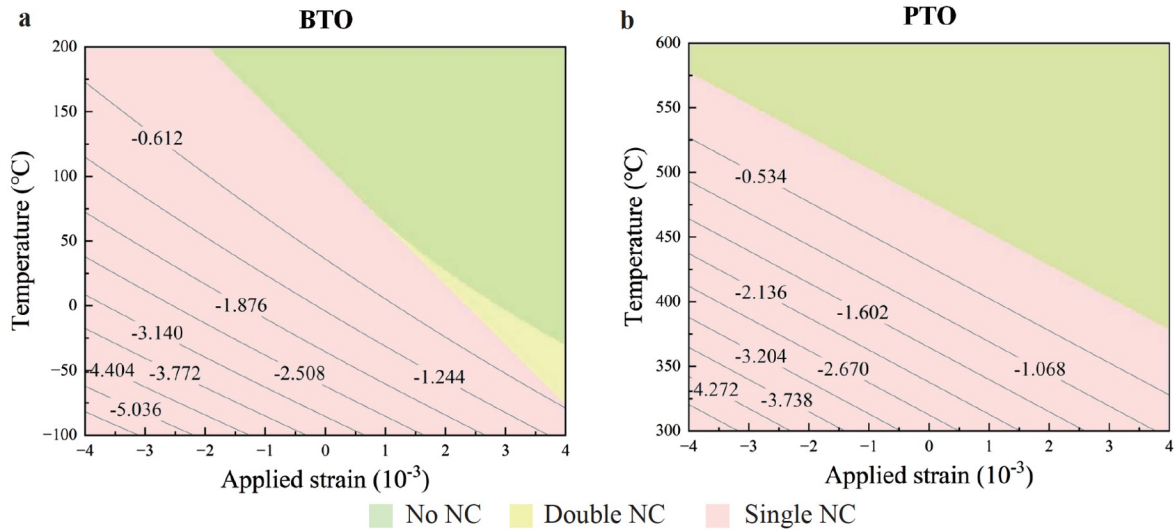 a
BTO
200
150
100
50
0
−50
−100
Temperature (°C)
-0.612
-1.876
-3.140
-4.404
-3.772
-2.508
-1.244
-5.036
−4 −3 −2 −1 0 1 2 3 4
Applied strain (10-3)
b
PTO
600
550
500
450
400
350
300
Temperature (°C)
-0.534
-2.136
-1.602
-3.204
-2.670
-1.068
-4.272
-3.738
−4 −3 −2 −1 0 1 2 3 4
Applied strain (10-3)
No NC Double NC Single NC